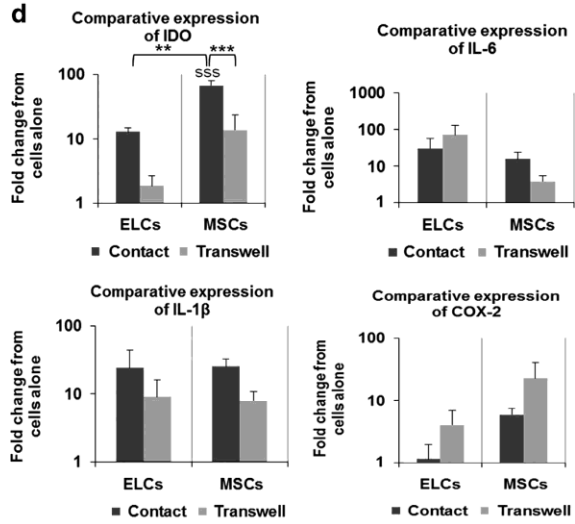 d
Comparative expression
of IDO
** ***
sss
Fold change from
cells alone
100
10
1
ELCs MSCs
■ Contact ■ Transwell
Comparative expression
of IL-6
Fold change from
cells alone
1000
100
10
1
ELCs MSCs
■ Contact ■ Transwell
Comparative expression
of IL-1β
Fold change from
cells alone
100
10
1
ELCs MSCs
■ Contact ■ Transwell
Comparative expression
of COX-2
Fold change from
cells alone
100
10
1
ELCs MSCs
■ Contact ■ Transwell